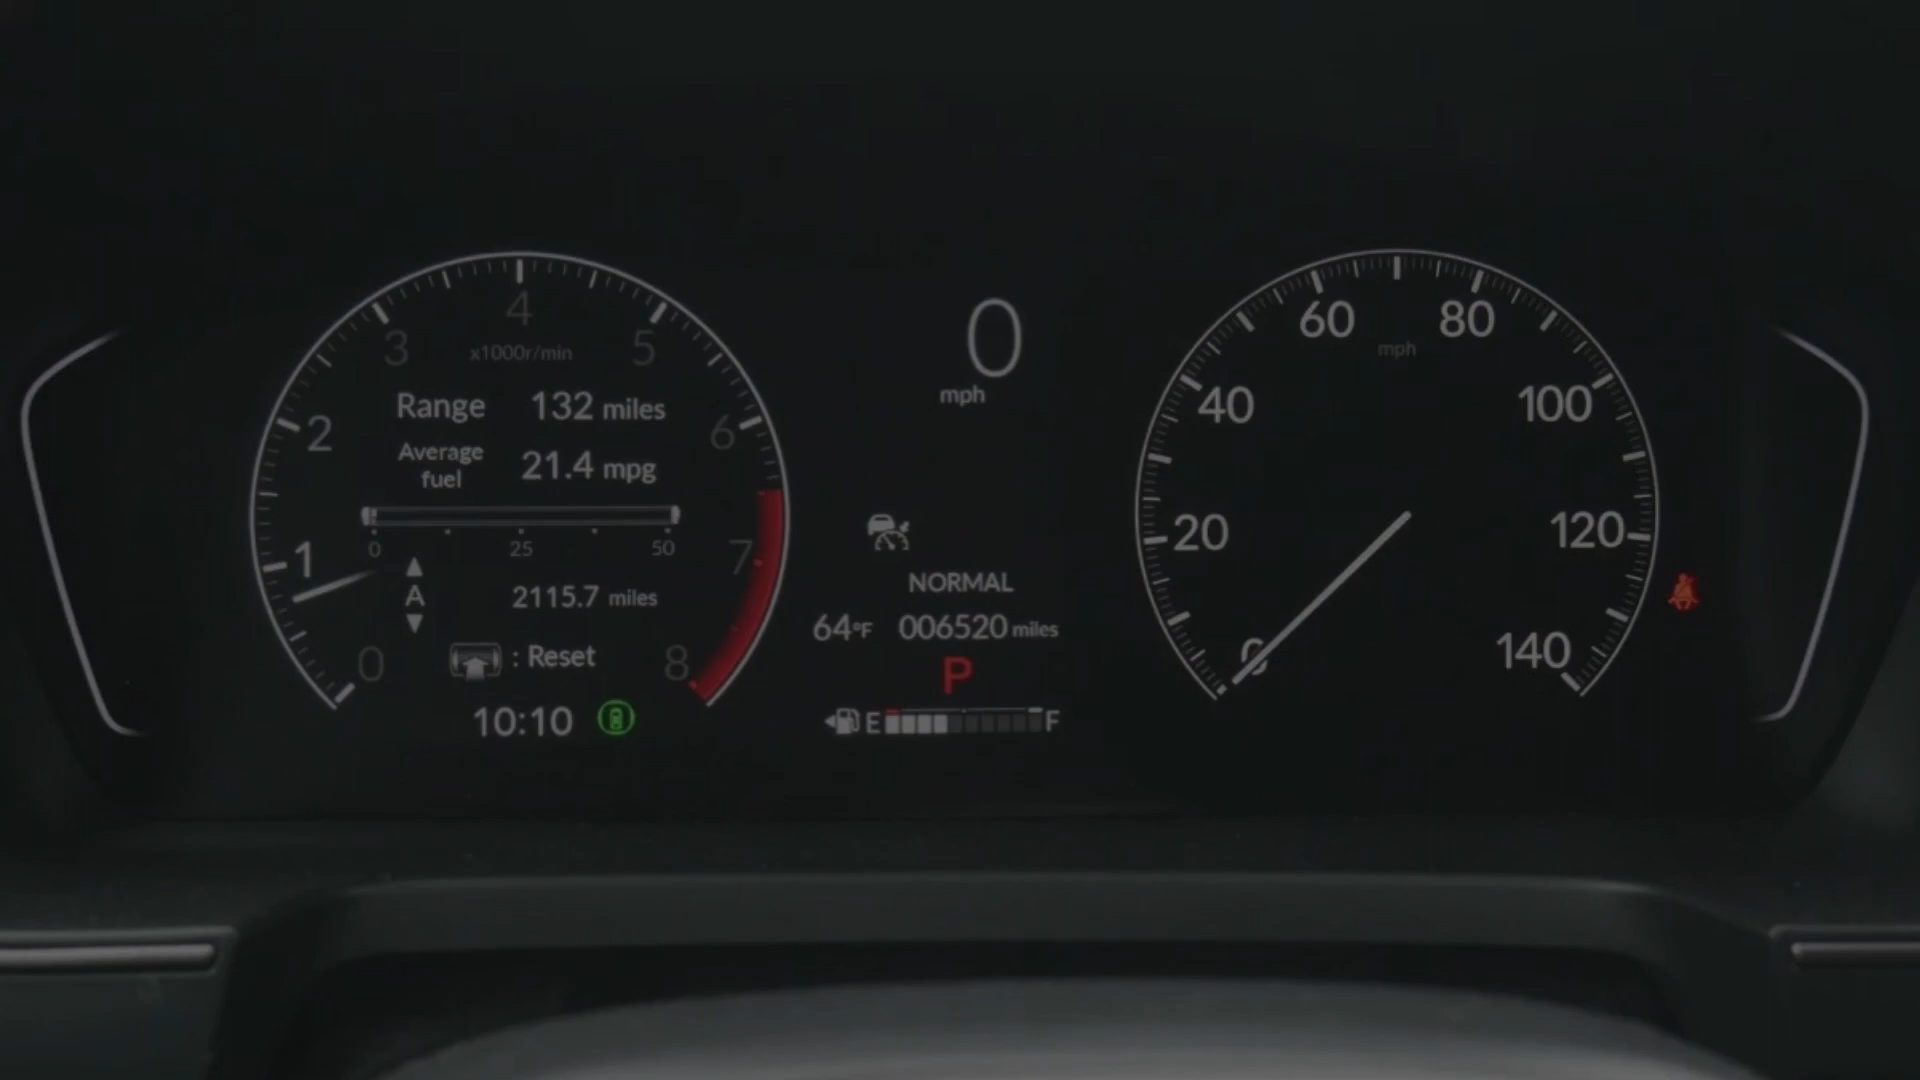 4
3
5
x1000r/min
Range 132 miles
2
6
Average
fuel
21.4 mpg
0 25 50
1
7
A
2115.7 miles
0
: Reset
8
10:10
0
mph
NORMAL
64°F 006520 miles
P
E F
60 80
mph
40 100
20 120
0 140